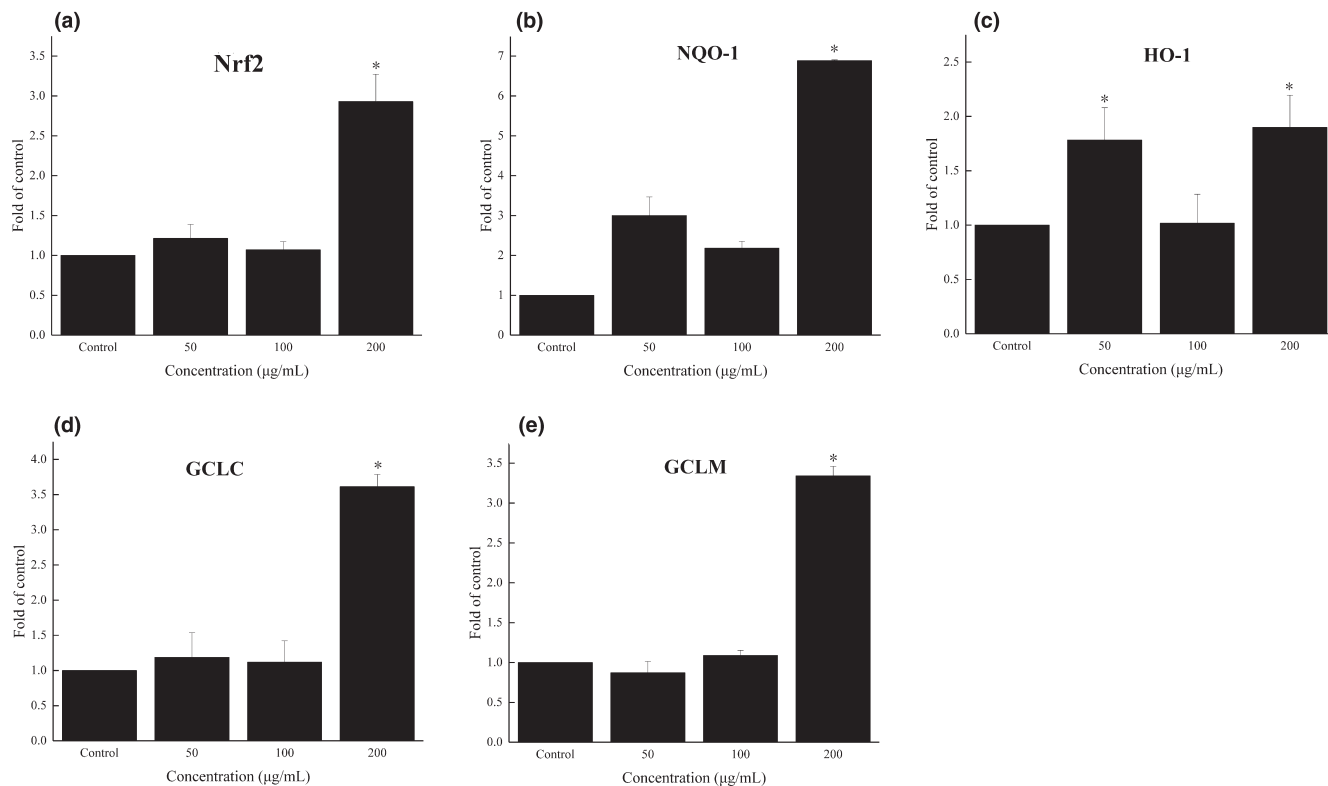 (a)
Nrf2
*
3.5
3.0
2.5
2.0
1.5
1.0
0.5
0.0
Fold of control
Control 50 100 200
Concentration (μg/mL)
(b)
NQO-1
*
7
6
5
4
3
2
1
0
Fold of control
Control 50 100 200
Concentration (μg/mL)
(c)
HO-1
* *
2.5
2.0
1.5
1.0
0.5
0.0
Fold of control
Control 50 100 200
Concentration (μg/mL)
(d)
GCLC
*
4.0
3.5
3.0
2.5
2.0
1.5
1.0
0.5
0.0
Fold of control
Control 50 100 200
Concentration (μg/mL)
(e)
GCLM
*
3.5
3.0
2.5
2.0
1.5
1.0
0.5
0.0
Fold of control
Control 50 100 200
Concentration (μg/mL)